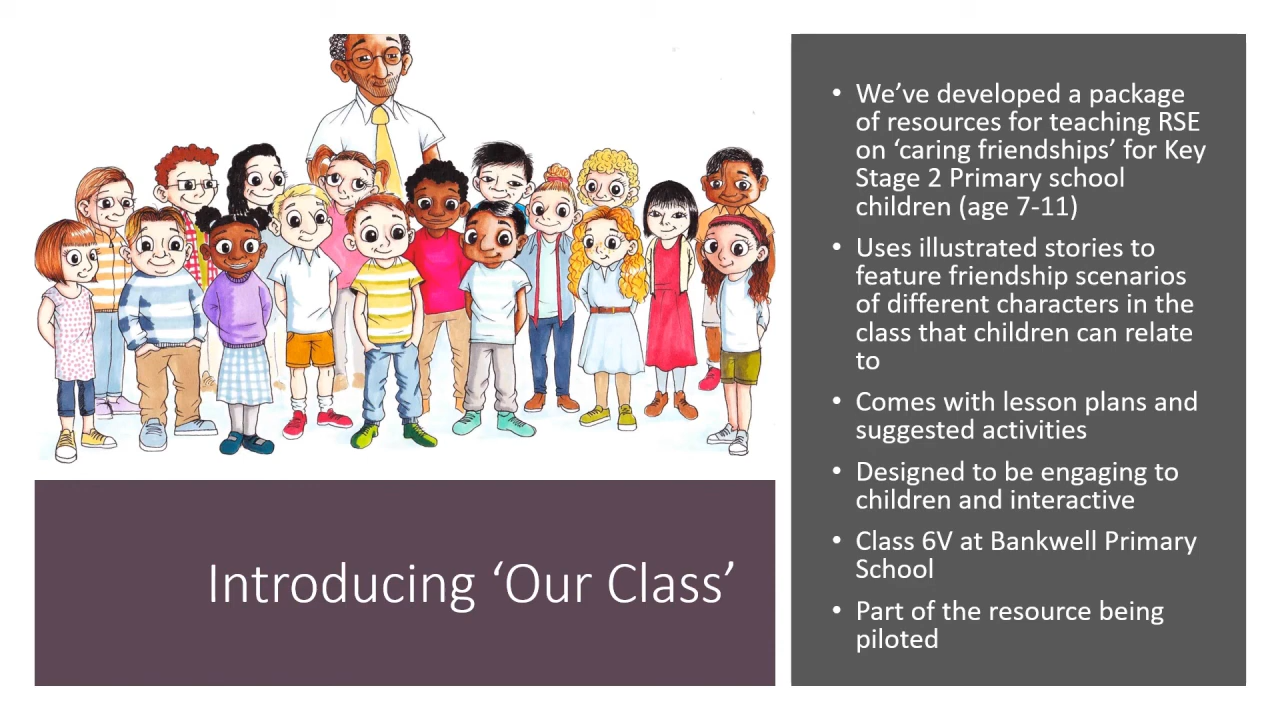 Introducing ‘Our Class’
• We’ve developed a package
of resources for teaching RSE
on ‘caring friendships’ for Key
Stage 2 Primary school
children (age 7-11)
• Uses illustrated stories to
feature friendship scenarios
of different characters in the
class that children can relate
to
• Comes with lesson plans and
suggested activities
• Designed to be engaging to
children and interactive
• Class 6V at Bankwell Primary
School
• Part of the resource being
piloted